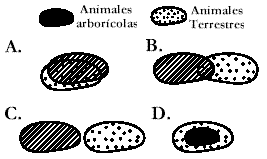 Animales
arborícolas
Animales
Terrestres
A.
B.
C.
D.